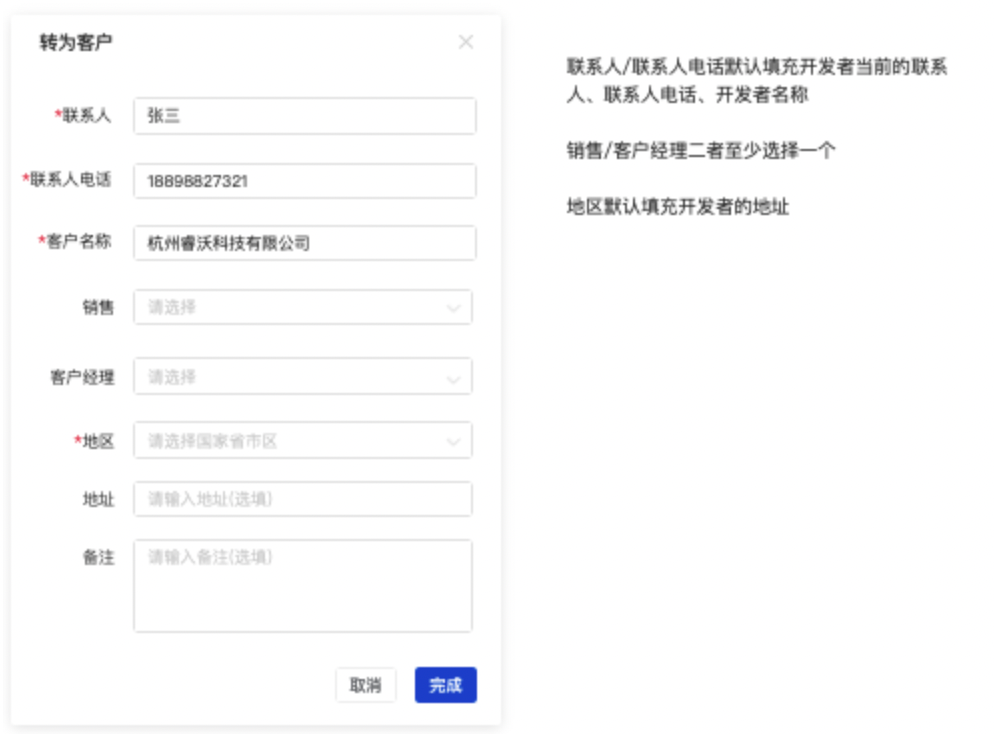 转为客户
*联系人 张三
*联系人电话 18898827321
*客户名称 杭州睿沃科技有限公司
销售 请选择
客户经理 请选择
*地区 请选择国家省市区
地址 请输入地址(选填)
备注 请输入备注(选填)
取消 完成
联系人/联系人电话默认填充开发者当前的联系
人、联系人电话、开发者名称
销售/客户经理二者至少选择一个
地区默认填充开发者的地址